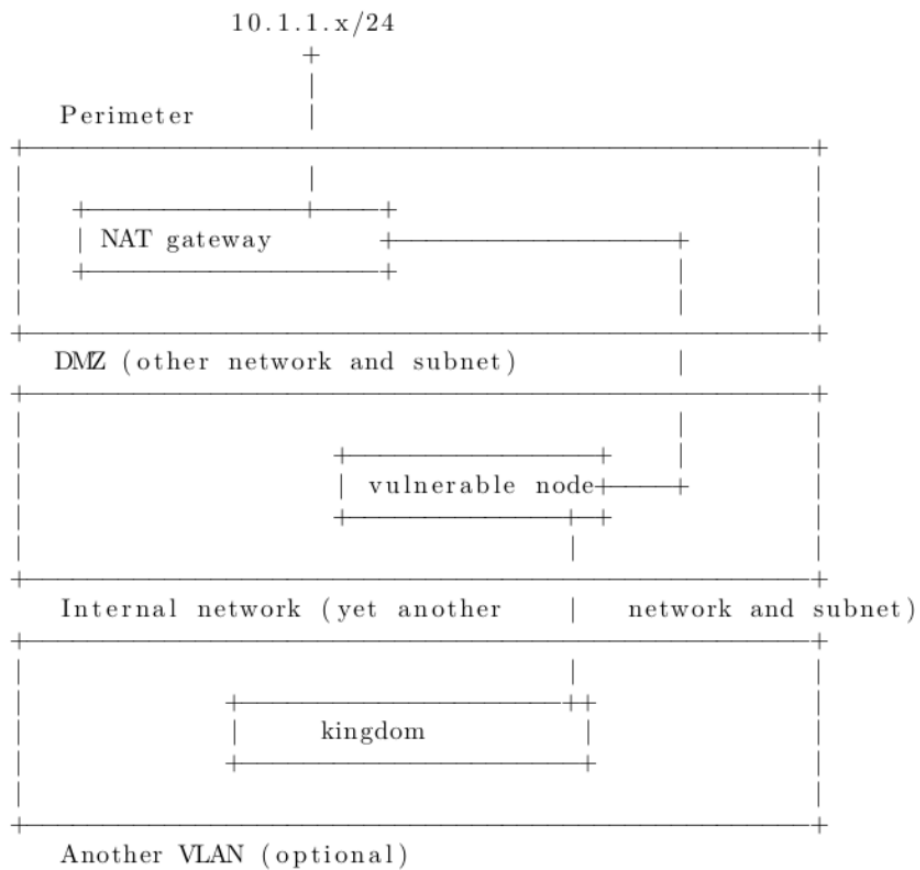 10.1.1.x/24
Perimeter
NAT gateway
DMZ (other network and subnet)
vulnerable node
Internal network (yet another network and subnet)
kingdom
Another VLAN (optional)